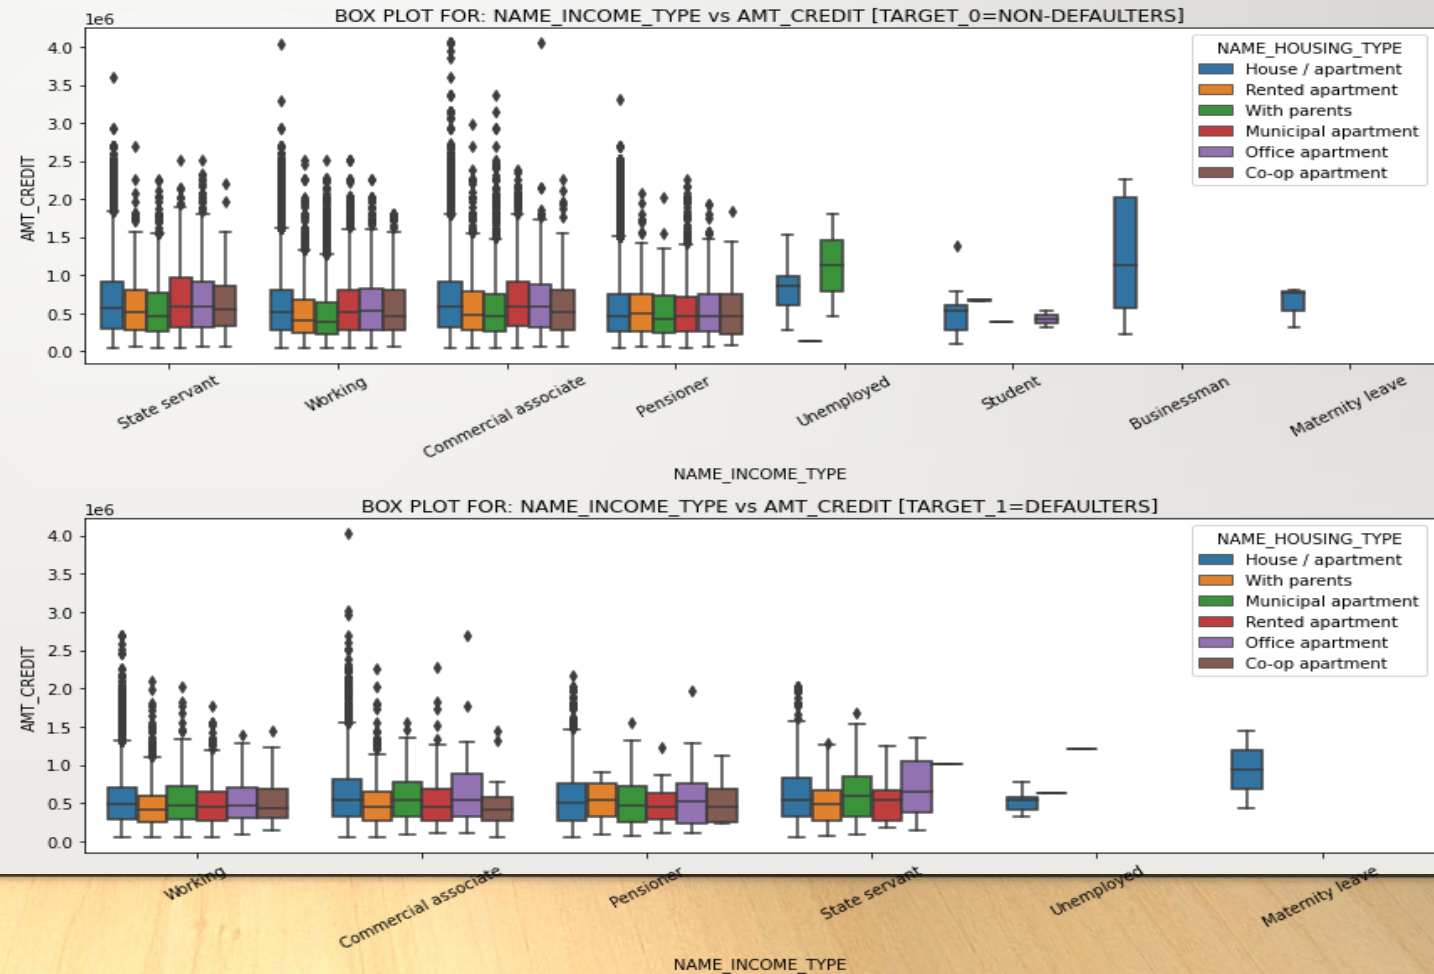 BOX PLOT FOR: NAME_INCOME_TYPE vs AMT_CREDIT [TARGET_0=NON-DEFAULTERS]
1e6
4.0
3.5
3.0
2.5
2.0
1.5
1.0
0.5
0.0
AMT_CREDIT
NAME_HOUSING_TYPE
House / apartment
Rented apartment
With parents
Municipal apartment
Office apartment
Co-op apartment
State servant
Working
Commercial associate
Pensioner
Unemployed
Student
Businessman
Maternity leave
NAME_INCOME_TYPE
BOX PLOT FOR: NAME_INCOME_TYPE vs AMT_CREDIT [TARGET_1=DEFAULTERS]
1e6
4.0
3.5
3.0
2.5
2.0
1.5
1.0
0.5
0.0
AMT_CREDIT
NAME_HOUSING_TYPE
House / apartment
With parents
Municipal apartment
Rented apartment
Office apartment
Co-op apartment
Working
Commercial associate
Pensioner
State servant
Unemployed
Maternity leave
NAME_INCOME_TYPE